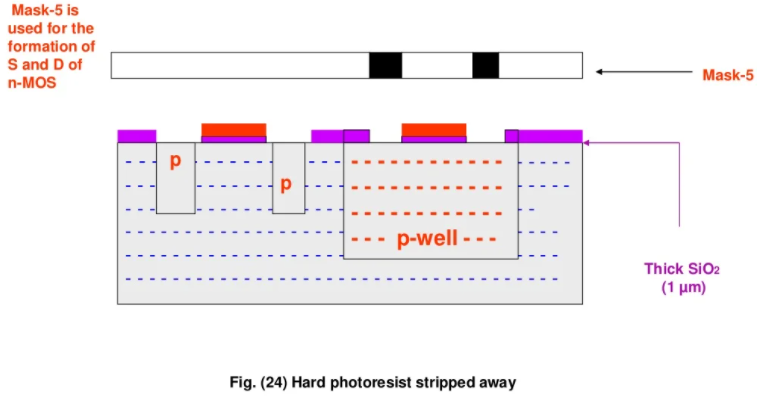 Mask-5 is
used for the
formation of
S and D of
n-MOS
Mask-5
p
p
p-well
Thick SiO2
(1 µm)
Fig. (24) Hard photoresist stripped away